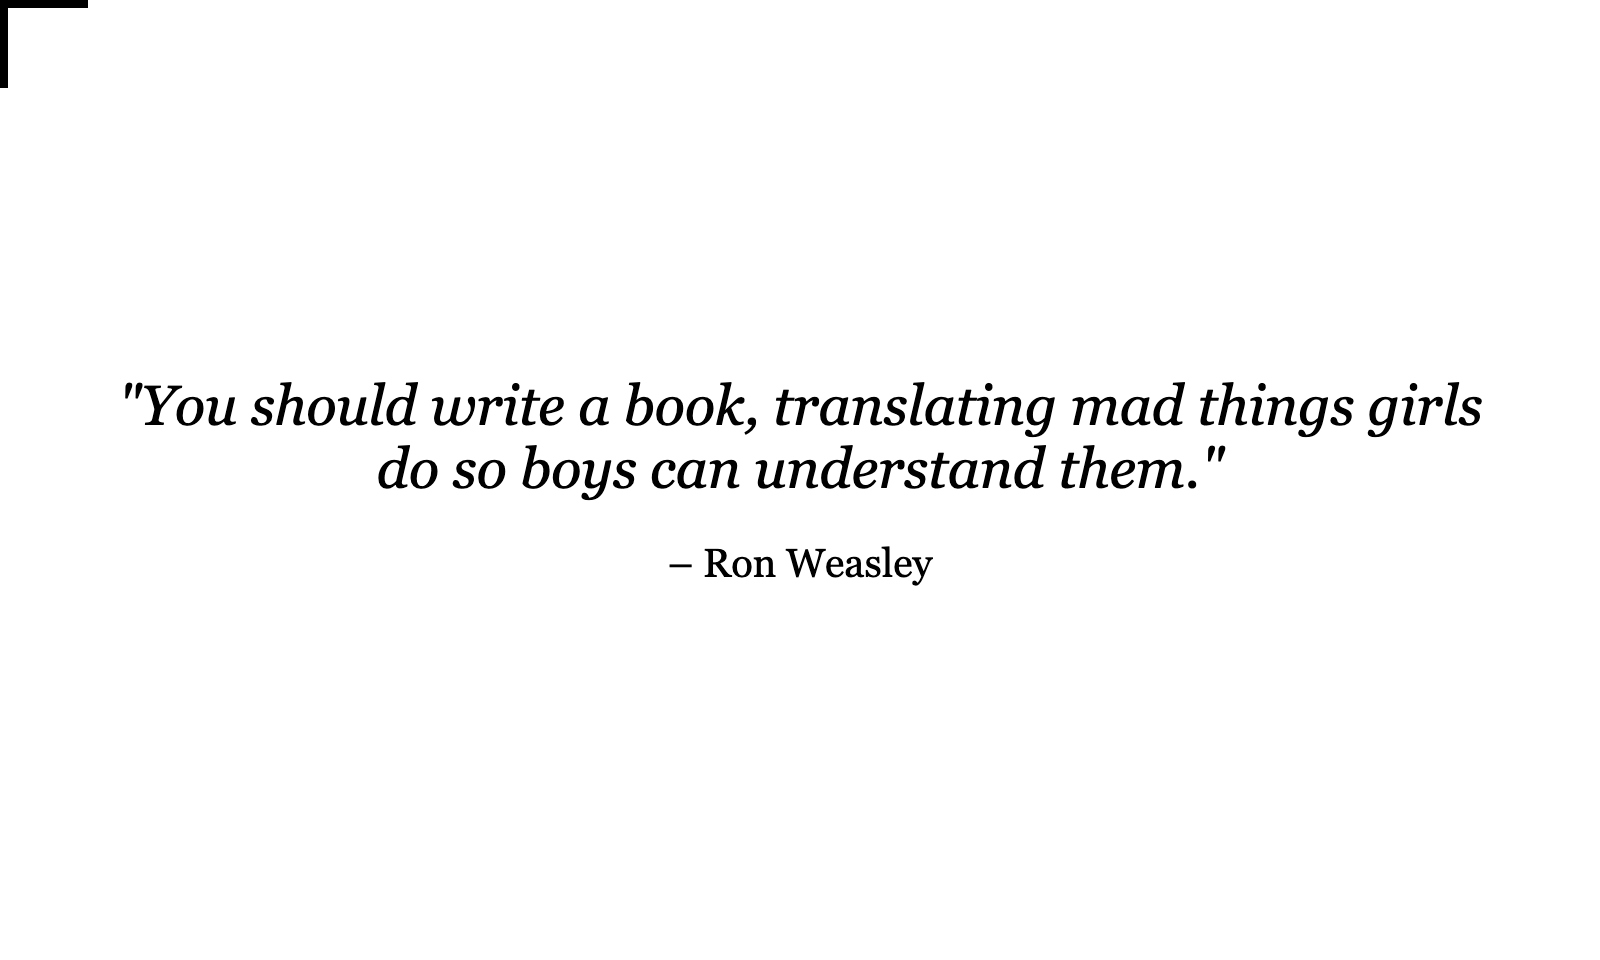 "You should write a book, translating mad things girls
do so boys can understand them."
– Ron Weasley